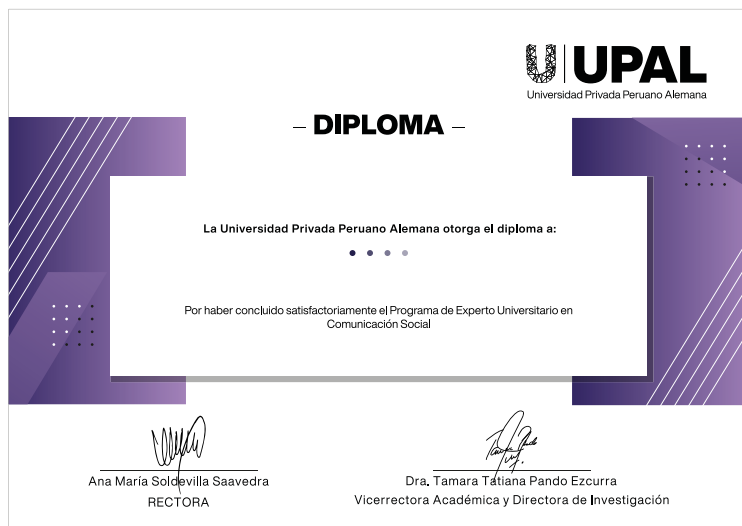 UPAL
Universidad Privada Peruano Alemana
– DIPLOMA –
La Universidad Privada Peruano Alemana otorga el diploma a:
Por haber concluido satisfactoriamente el Programa de Experto Universitario en
Comunicación Social
Ana María Soldevilla Saavedra
RECTORA
Dra. Tamara Tatiana Pando Ezcurra
Vicerrectora Académica y Directora de Investigación